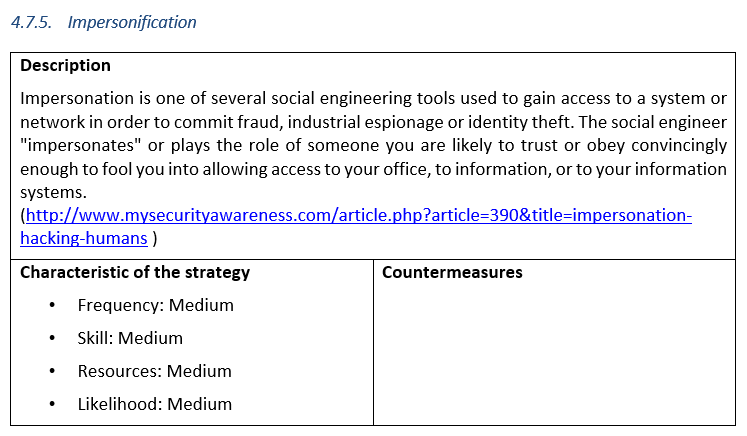 4.7.5. Impersonification
Description
Impersonation is one of several social engineering tools used to gain access to a system or
network in order to commit fraud, industrial espionage or identity theft. The social engineer
"impersonates" or plays the role of someone you are likely to trust or obey convincingly
enough to fool you into allowing access to your office, to information, or to your information
systems.
(http://www.mysecurityawareness.com/article.php?article=390&title=impersonation-
hacking-humans )
Characteristic of the strategy
• Frequency: Medium
• Skill: Medium
• Resources: Medium
• Likelihood: Medium
Countermeasures